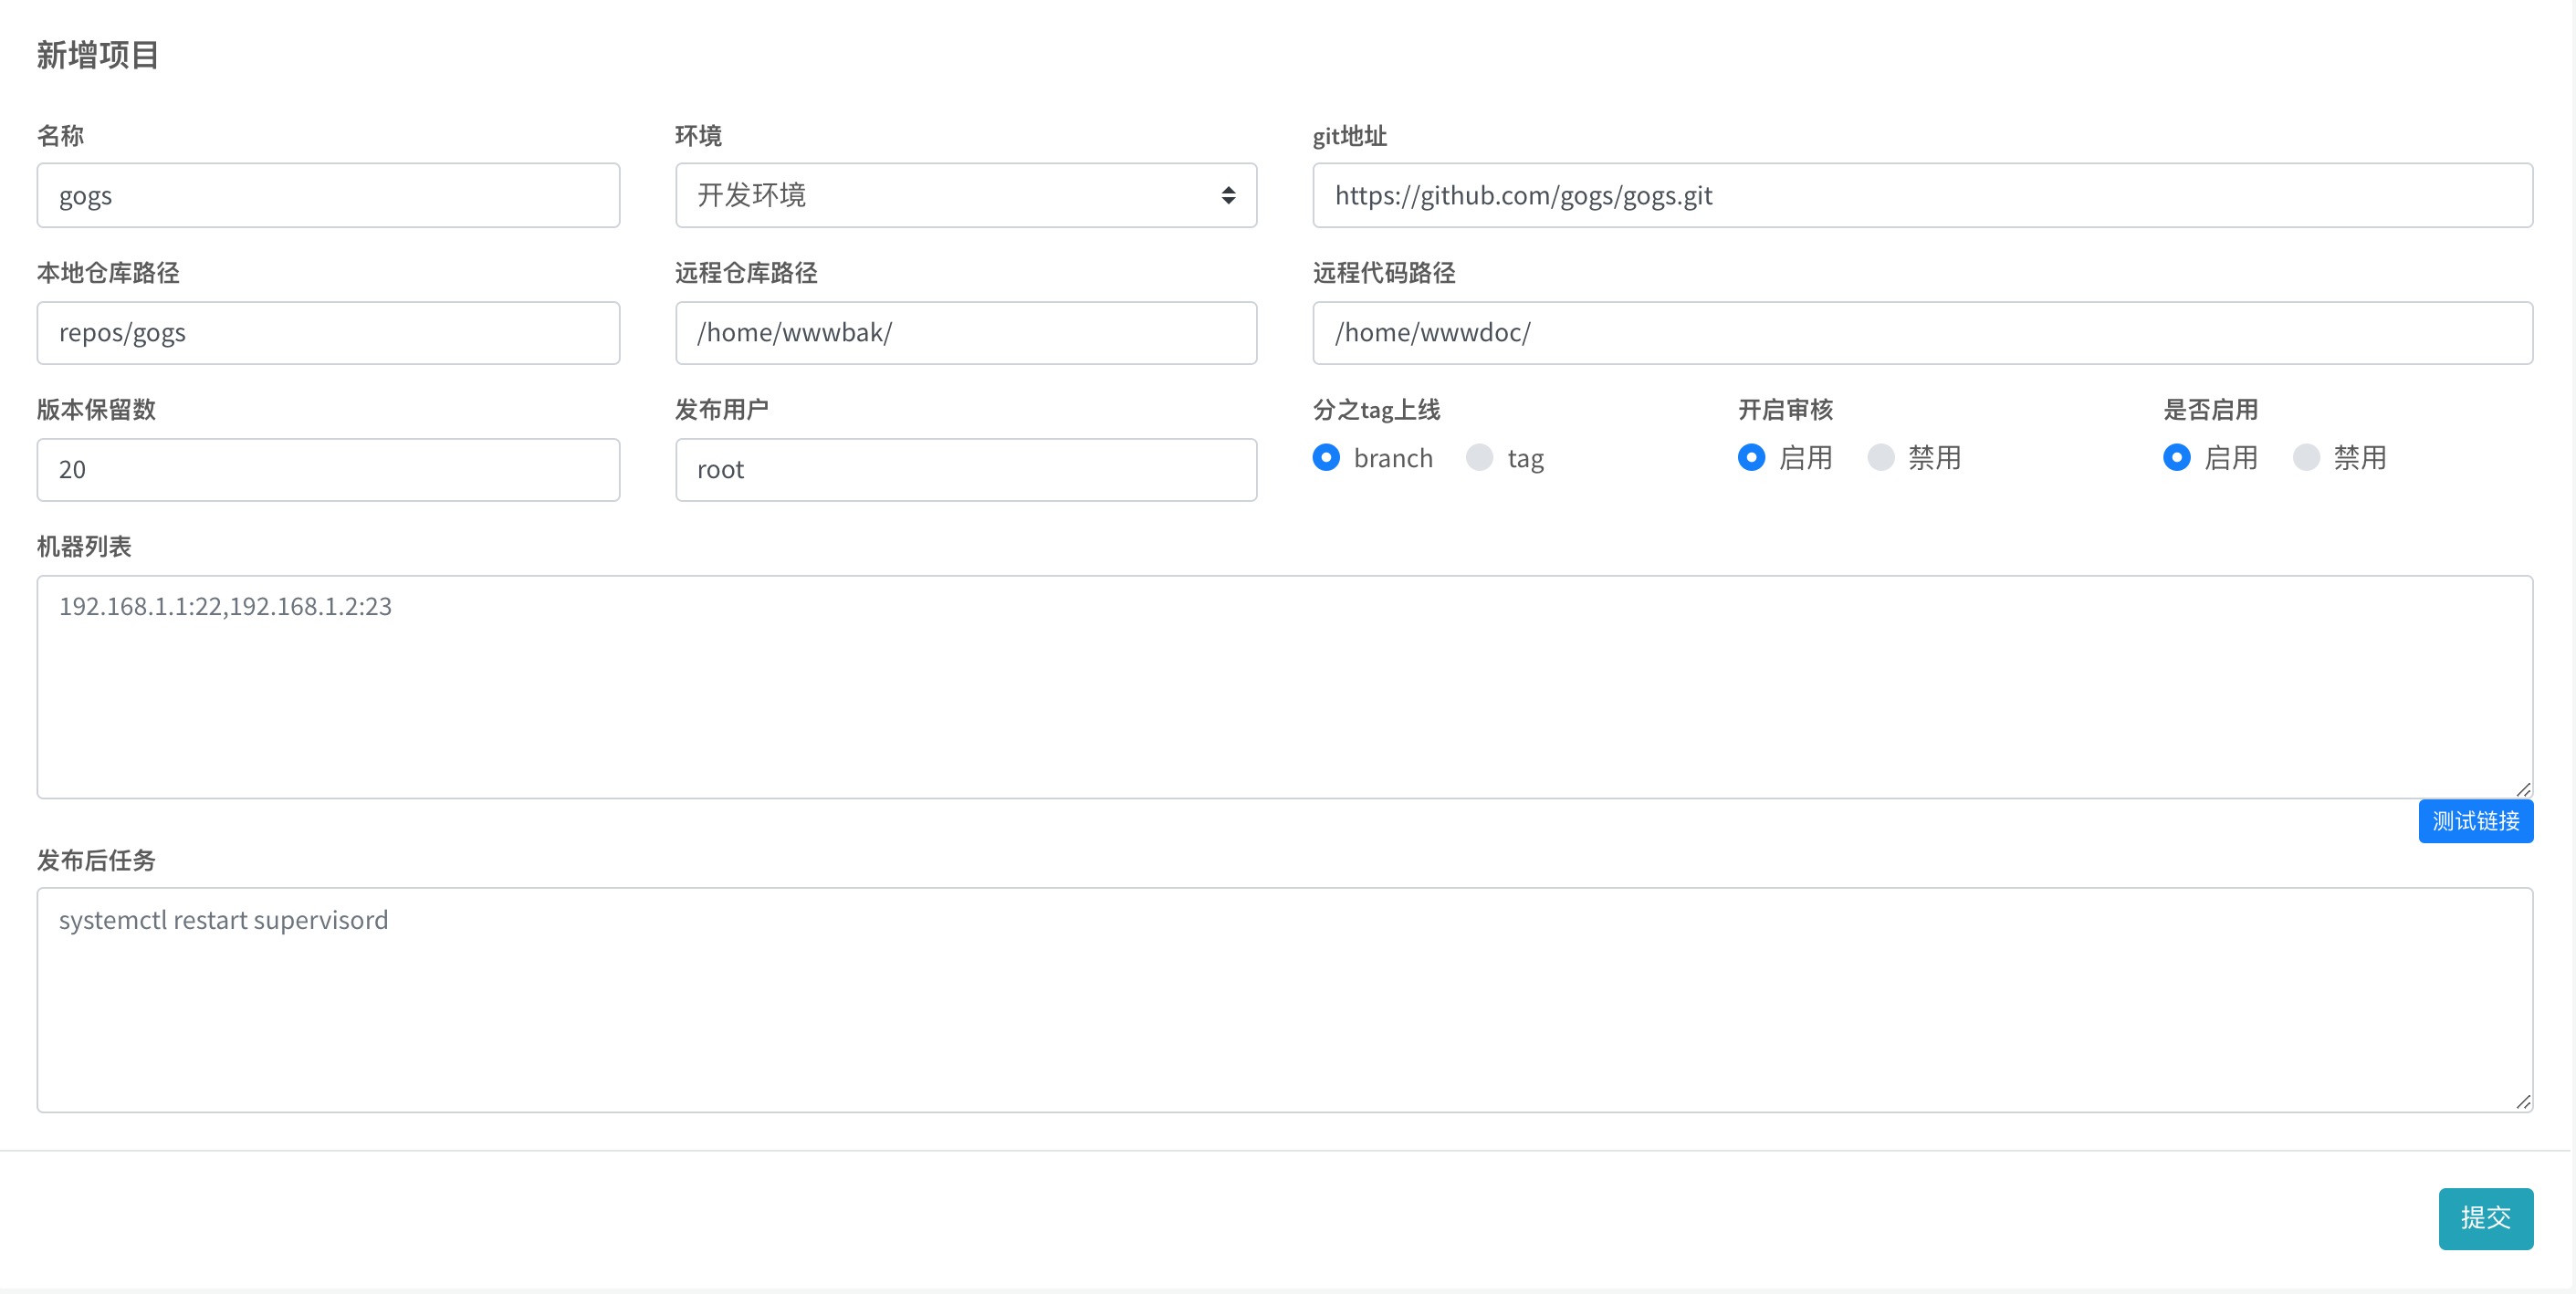 新增项目
名称
gogs
环境
开发环境
git地址
https://github.com/gogs/gogs.git
本地仓库路径
repos/gogs
远程仓库路径
/home/wwwbak/
远程代码路径
/home/wwwdoc/
版本保留数
20
发布用户
root
分之tag上线
branch tag
开启审核
启用 禁用
是否启用
启用 禁用
机器列表
192.168.1.1:22,192.168.1.2:23
测试链接
发布后任务
systemctl restart supervisord
提交